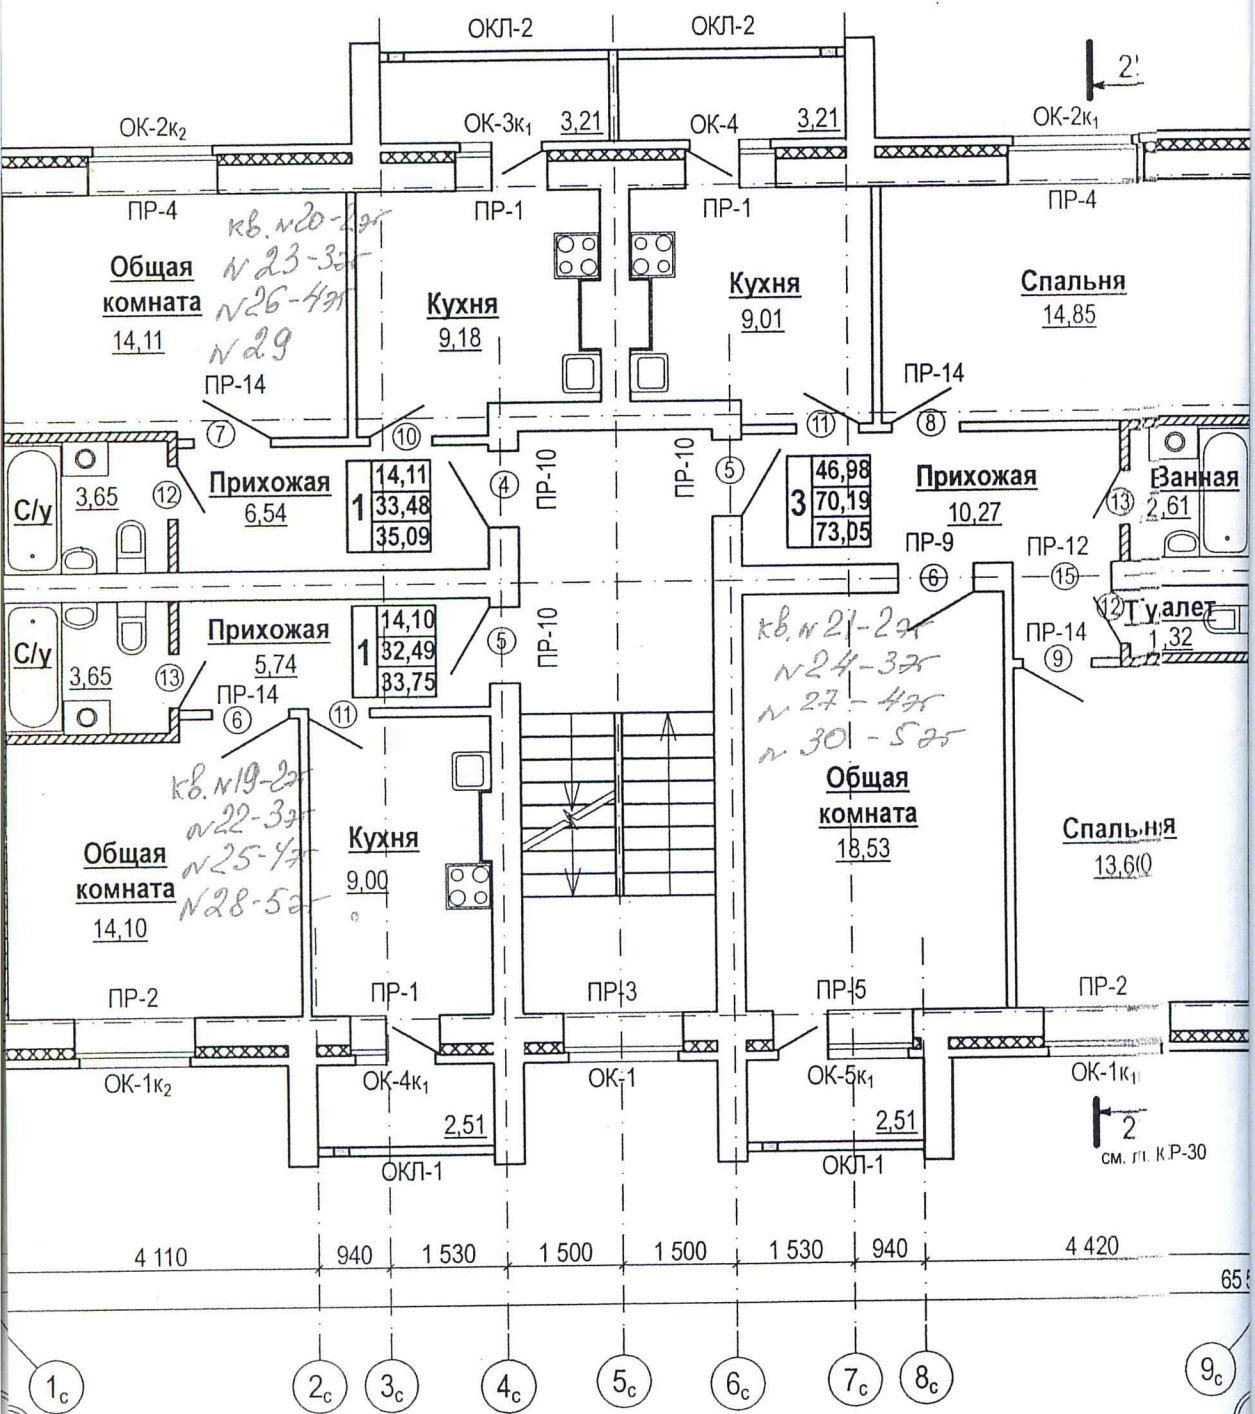 ОКЛ-2
ОКЛ-2
2
ОК-2к₂
ОК-3к₁
3,21
ОК-4
3,21
ОК-2к₁
ПР-4
ПР-1
ПР-1
ПР-4
кв. №20-2эт
№23-3эт
№26-4эт
№29
Общая
комната
14,11
Кухня
9,18
Кухня
9,01
Спальня
14,85
ПР-14
ПР-14
7
10
11
8
С/у
3,65
12
Прихожая
6,54
1
14,11
33,48
35,09
4
ПР-10
ПР-10
5
3
46,98
70,19
73,05
Прихожая
10,27
13
Ванная
2,61
ПР-9
6
ПР-12
15
С/у
3,65
13
Прихожая
5,74
1
14,10
32,49
33,75
5
ПР-10
12
Туалет
1,32
ПР-14
9
ПР-14
6
11
кв. №21-2эт
№24-3эт
№27-4эт
№30-5эт
кв. №19-2эт
№22-3эт
№25-4эт
№28-5эт
Общая
комната
14,10
Кухня
9,00
Общая
комната
18,53
Спальня
13,60
ПР-2
ПР-1
ПР-3
ПР-5
ПР-2
ОК-1к₂
ОК-4к₁
ОК-1
ОК-5к₁
ОК-1к₁
2,51
2,51
2
см. л. КР-30
ОКЛ-1
ОКЛ-1
4 110
940
1 530
1 500
1 500
1 530
940
4 420
1с
2с
3с
4с
5с
6с
7с
8с
9с